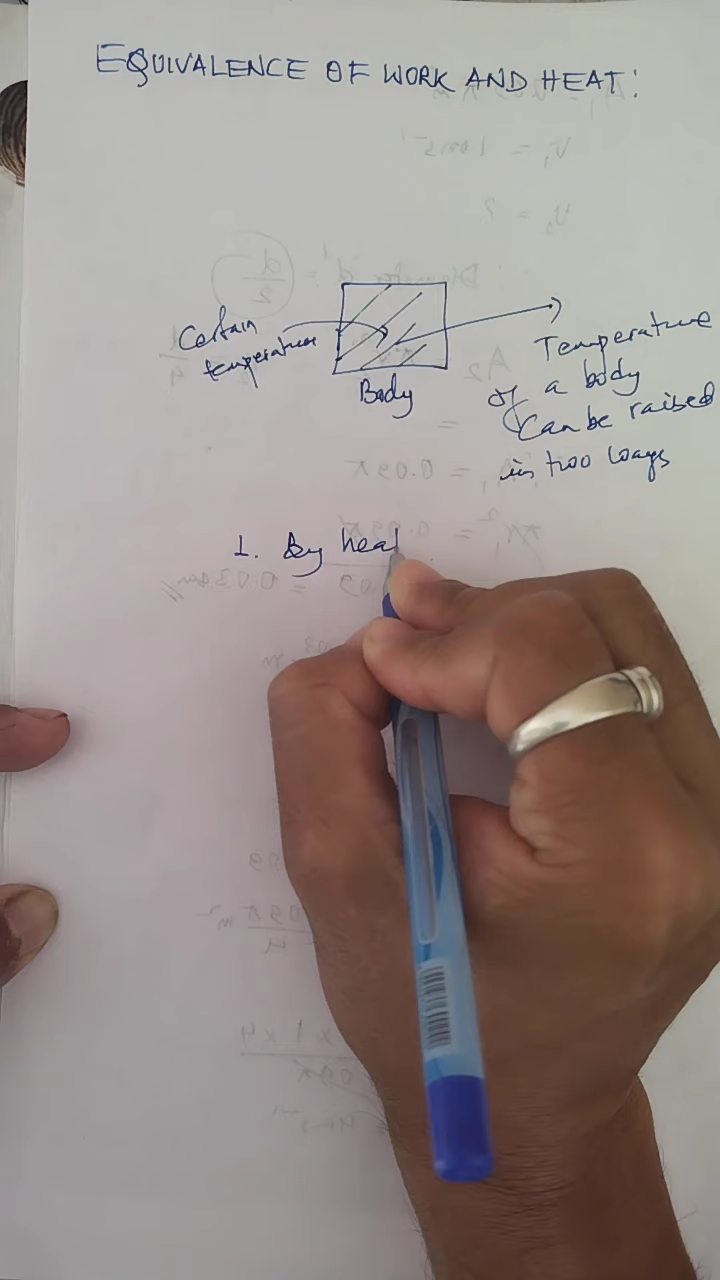 EQUIVALENCE OF WORK AND HEAT:
Certain
temperature
Body
Temperature
of a body
Can be raised
in two ways
1. By heat